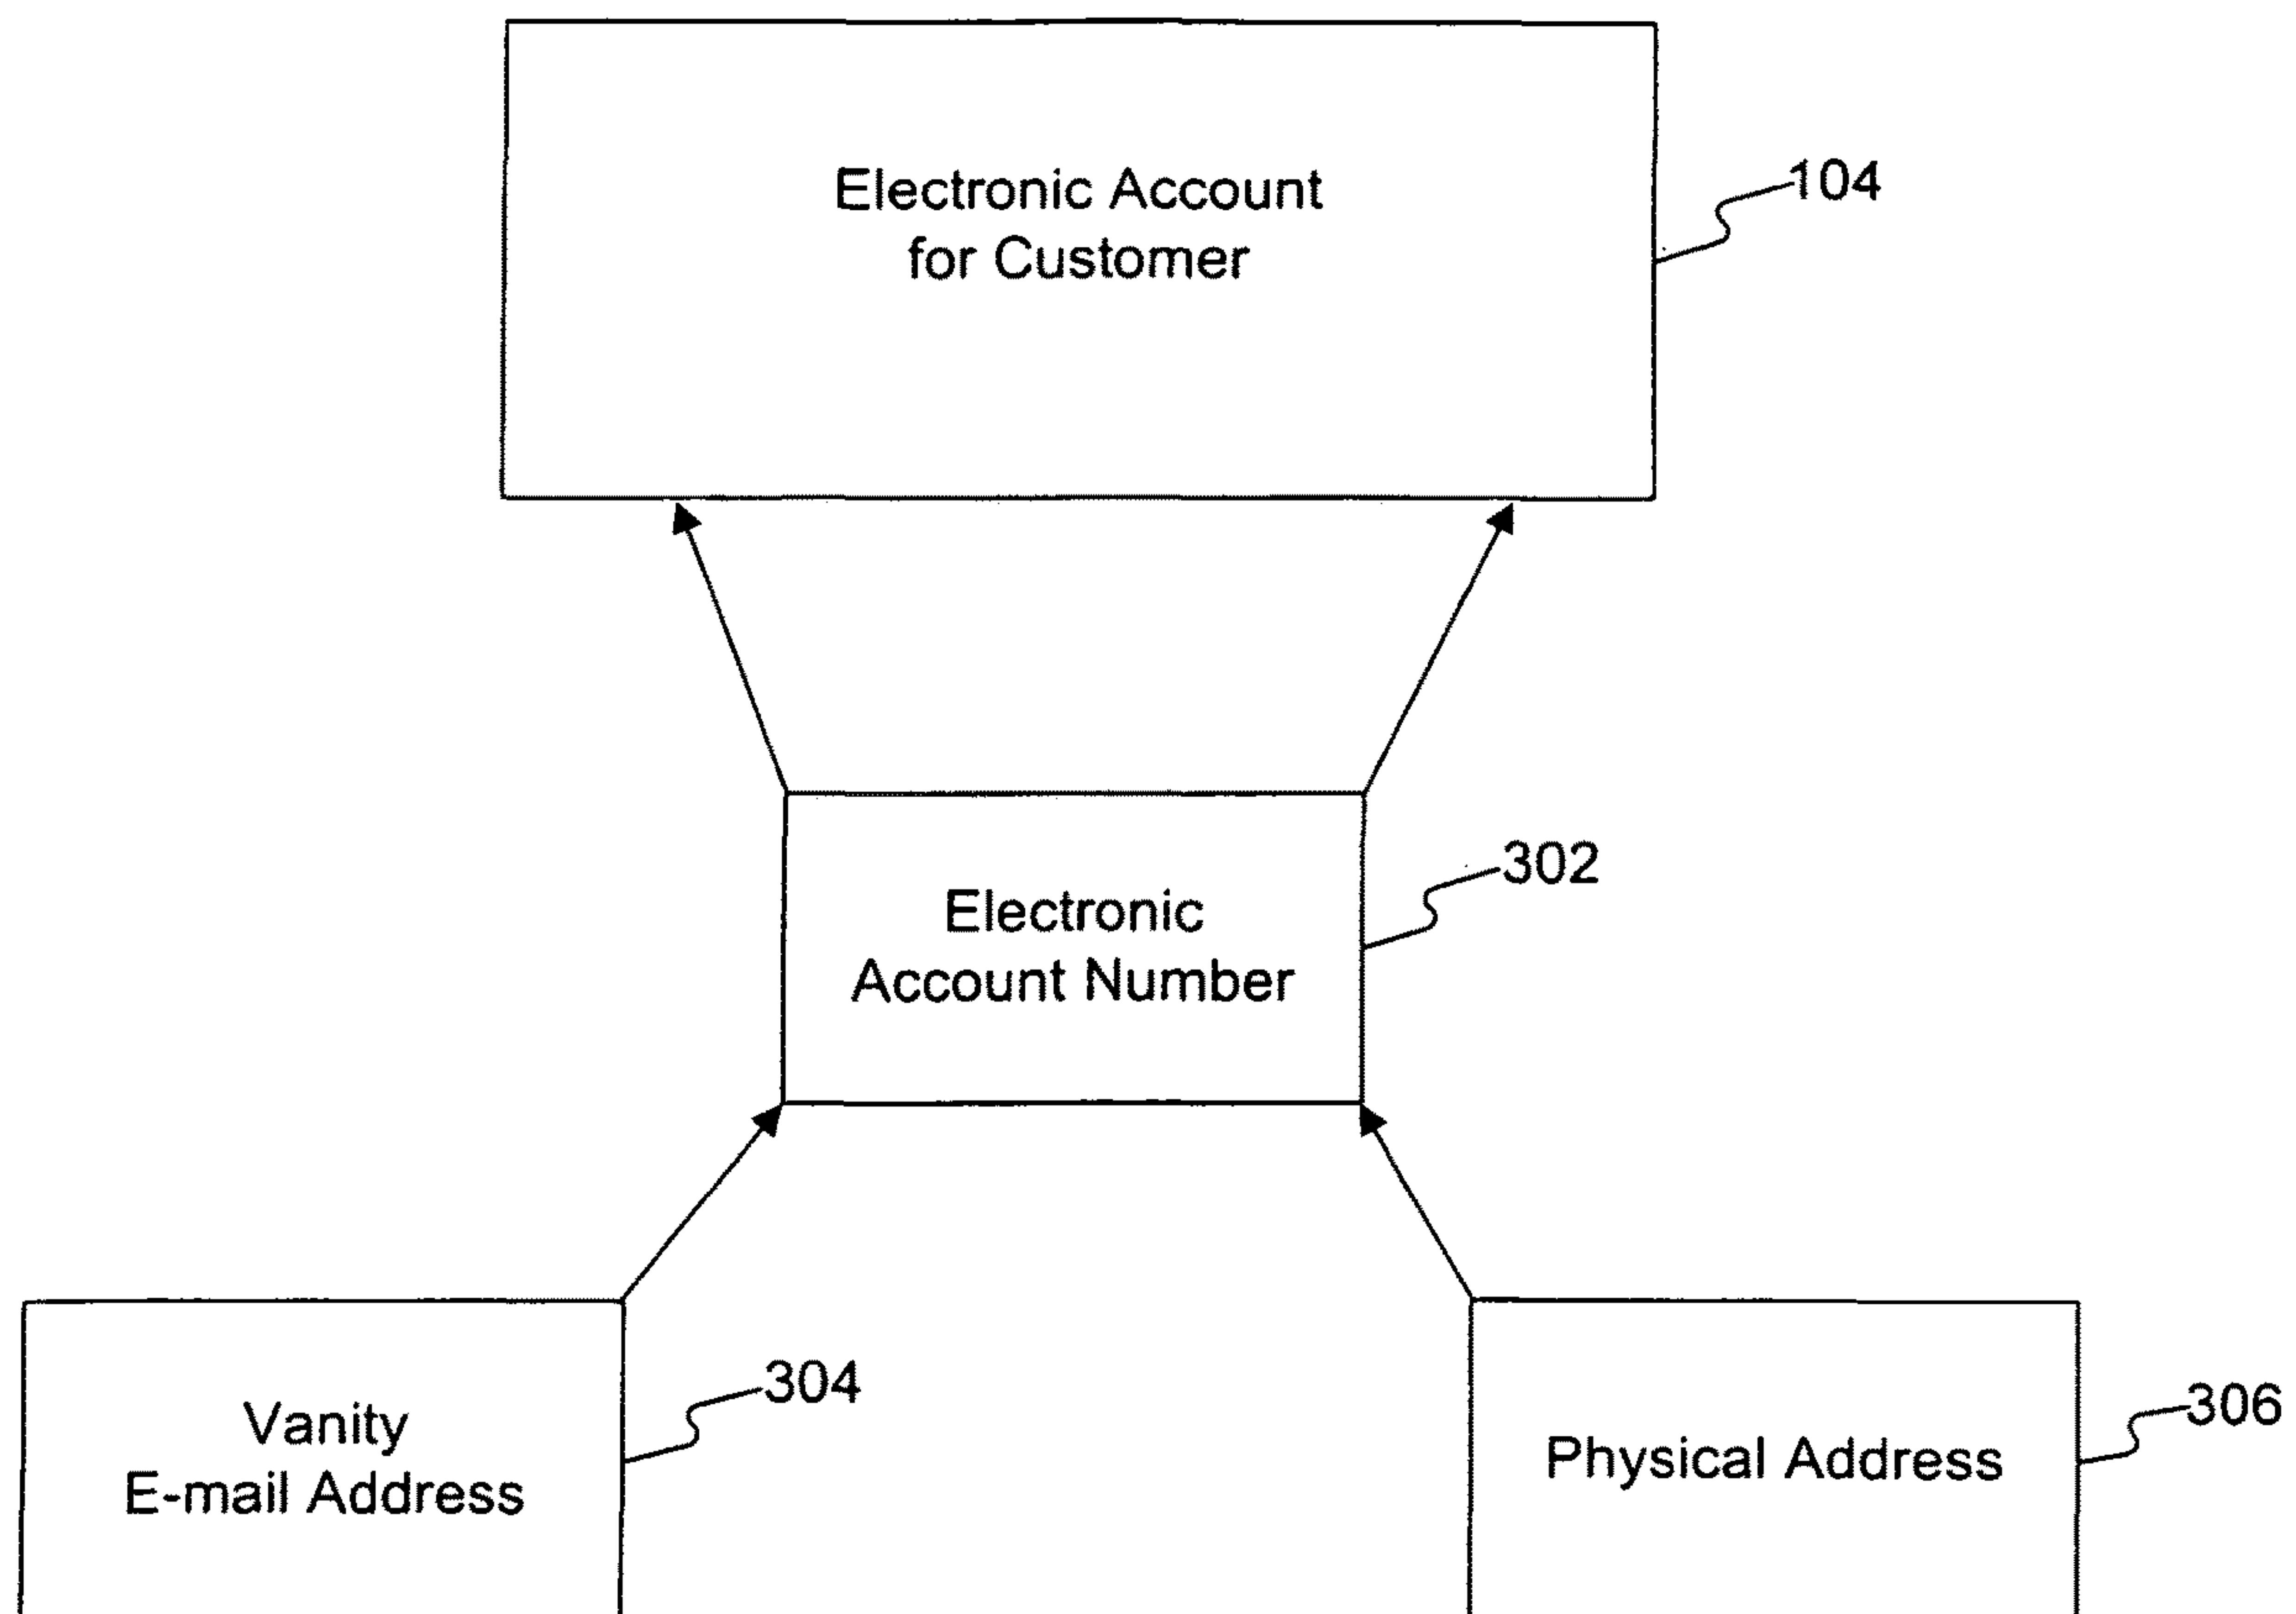 Electronic Account
for Customer
104
Electronic
Account Number
302
Vanity
E-mail Address
304
Physical Address
306